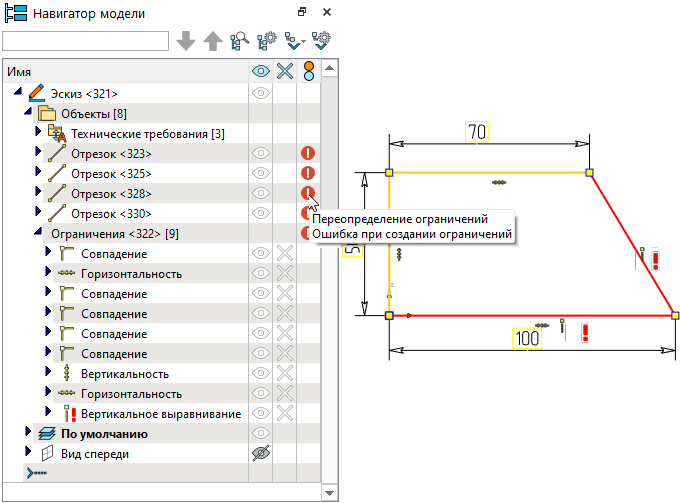 Навигатор модели
Имя
Эскиз <321>
Объекты [8]
Технические требования [3]
Отрезок <323>
Отрезок <325>
Отрезок <328>
Отрезок <330>
Ограничения <322> [9]
Совпадение
Горизонтальность
Совпадение
Совпадение
Совпадение
Совпадение
Вертикальность
Горизонтальность
Вертикальное выравнивание
По умолчанию
Вид спереди
Переопределение ограничений
Ошибка при создании ограничений
70
100